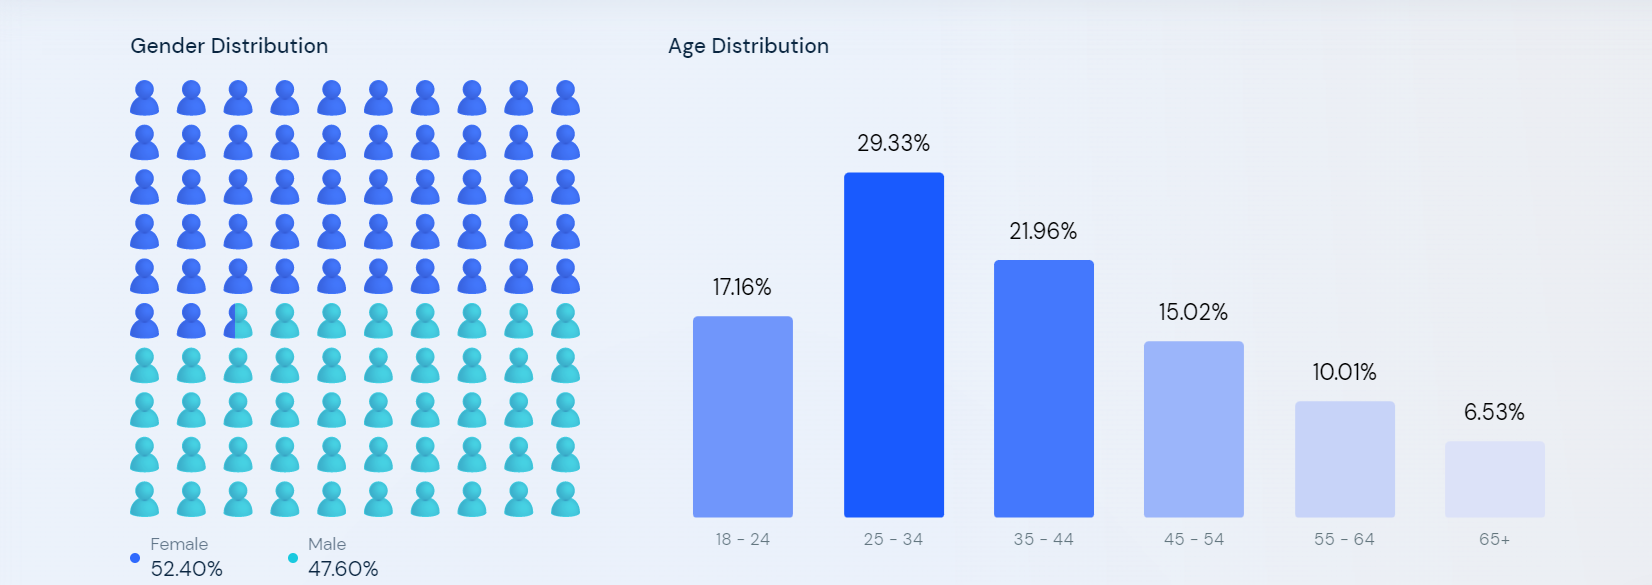 Gender Distribution
Female
52.40%
Male
47.60%
Age Distribution
17.16%
29.33%
21.96%
15.02%
10.01%
6.53%
18 - 24
25 - 34
35 - 44
45 - 54
55 - 64
65+